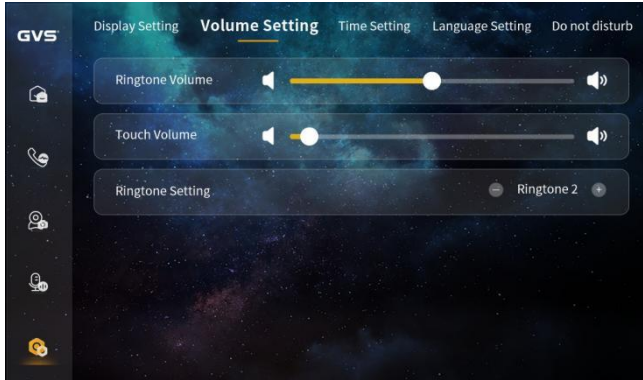 GVS
Display Setting Volume Setting Time Setting Language Setting Do not disturb
Ringtone Volume
Touch Volume
Ringtone Setting Ringtone 2